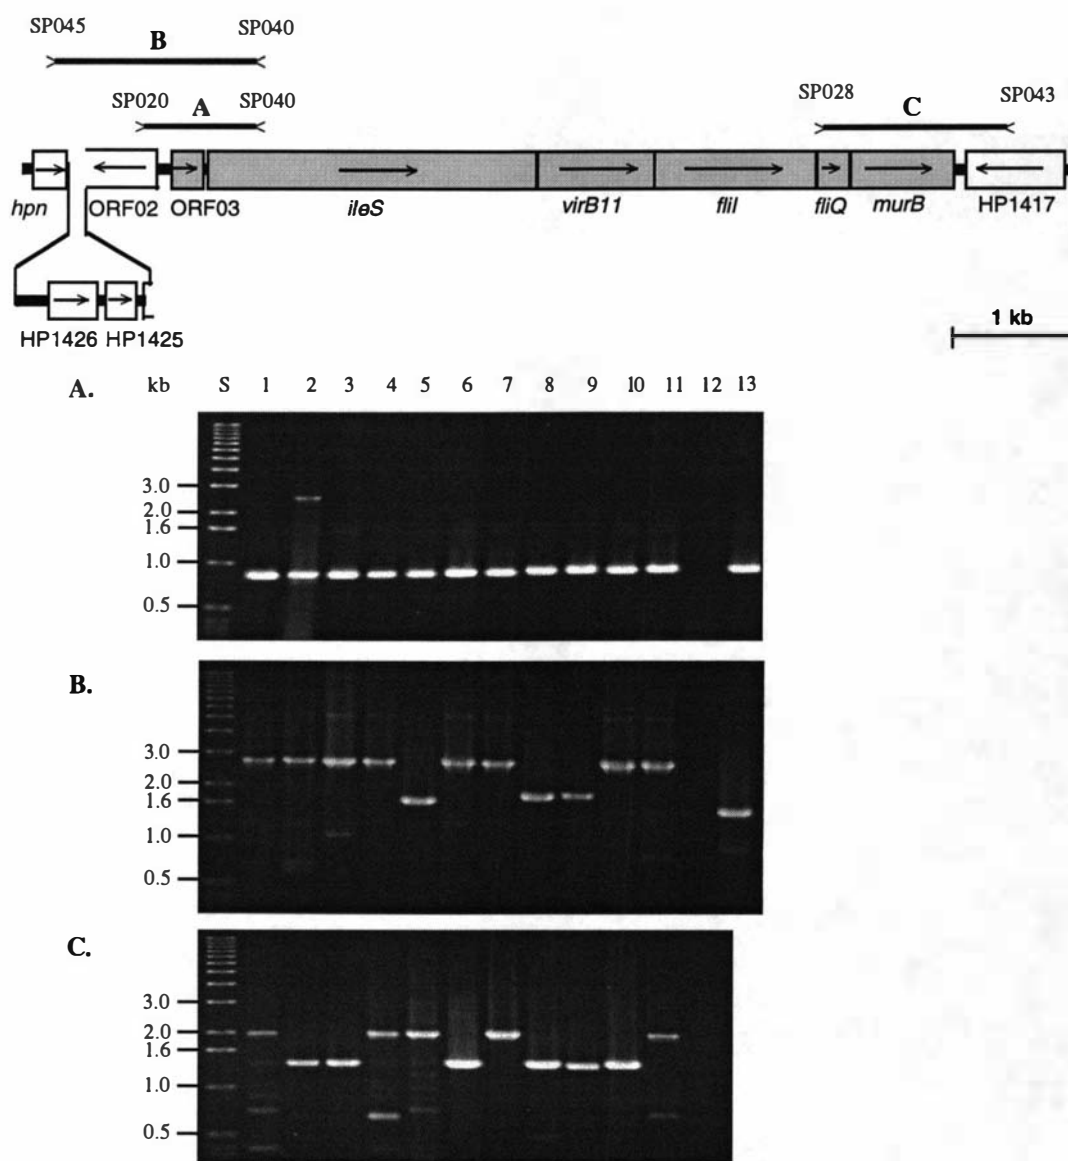 SP045 B SP040
SP020 A SP040 SP028 C SP043
hpn ORF02 ORF03 ileS virB11 fliI fliQ murB HP1417
HP1426 HP1425
1 kb
A. kb S 1 2 3 4 5 6 7 8 9 10 11 12 13
3.0
2.0
1.6
1.0
0.5
B.
3.0
2.0
1.6
1.0
0.5
C.
3.0
2.0
1.6
1.0
0.5